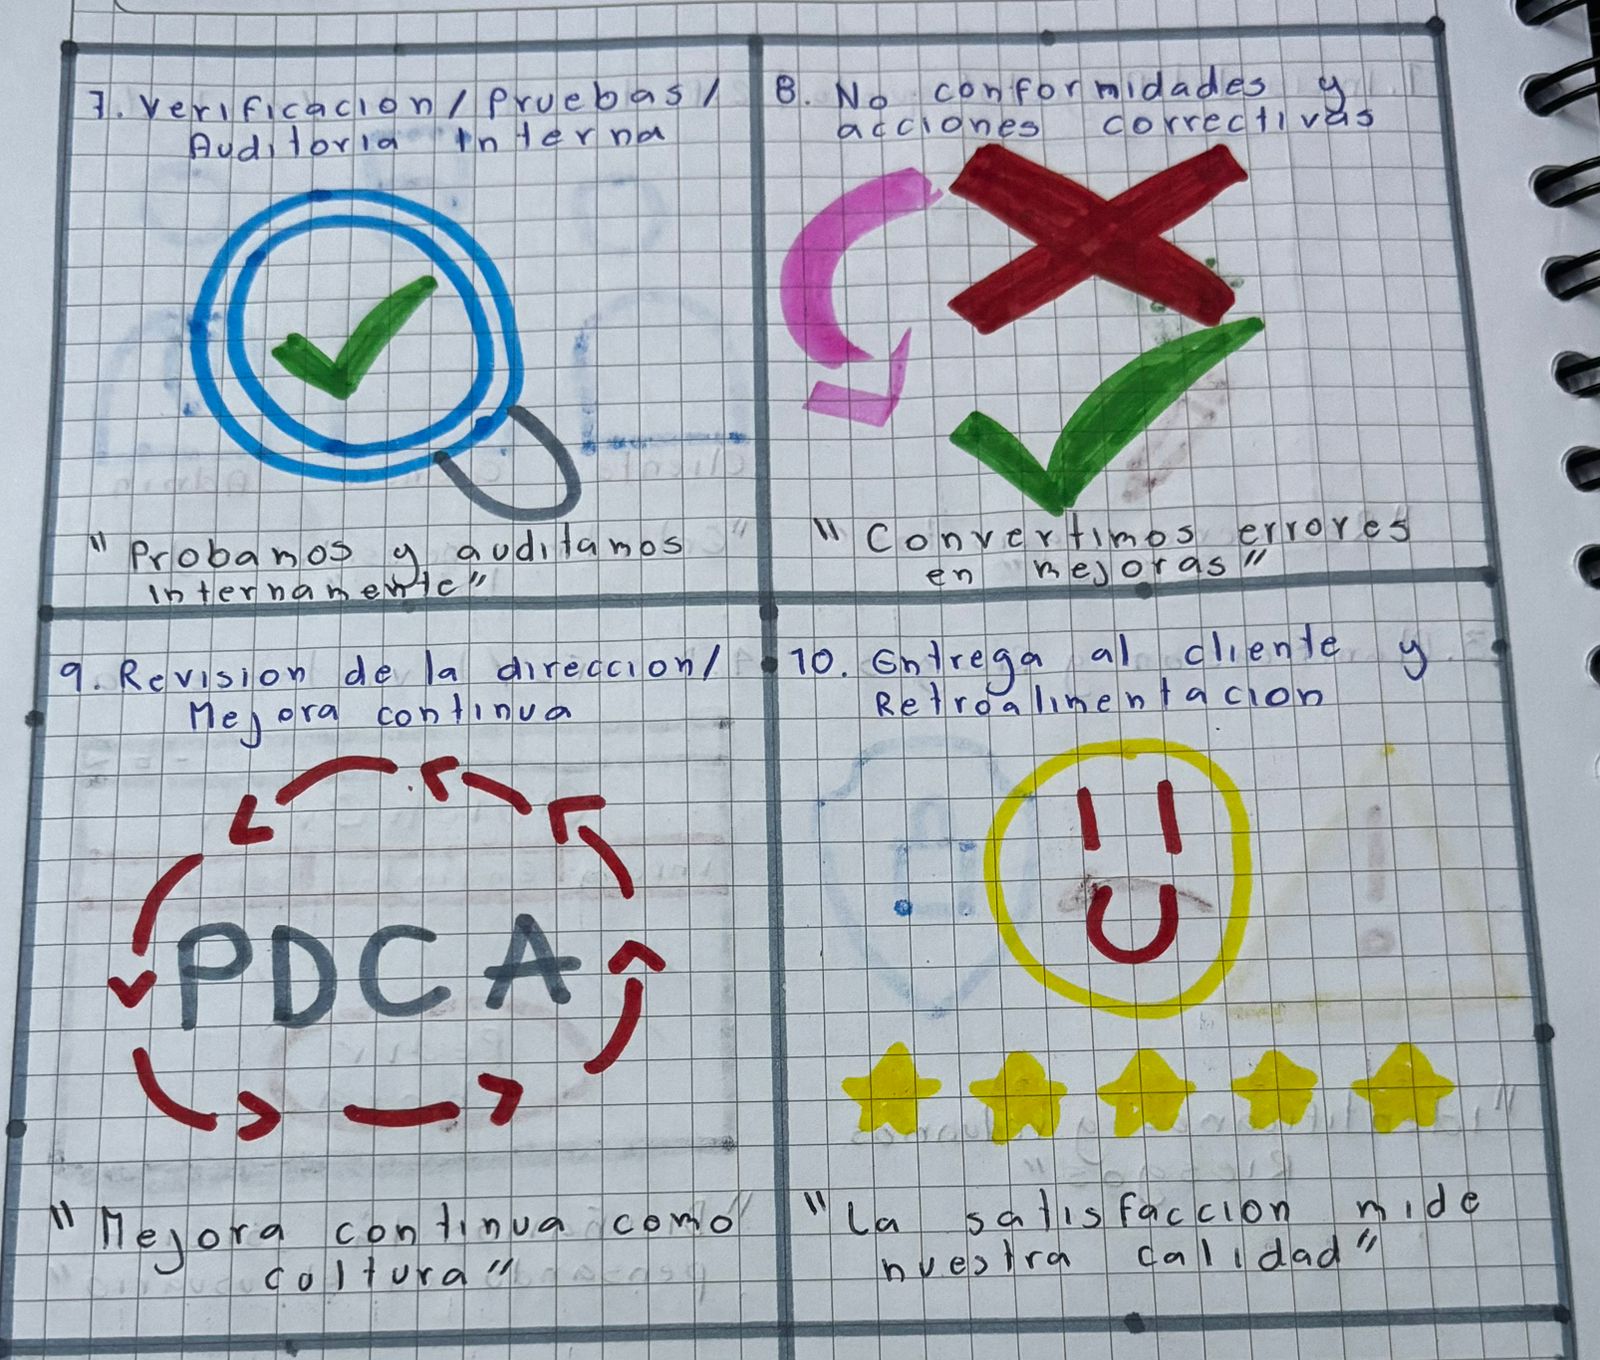 7. Verificacion / Pruebas /
Auditoria Interna
"Probamos y auditamos
internamente"
8. No conformidades y
acciones correctivas
"Convertimos errores
en mejoras"
9. Revision de la direccion/
Mejora continua
PDCA
"Mejora continua como
cultura"
10. Entrega al cliente y
Retroalimentacion
"La satisfaccion mide
nuestra calidad"